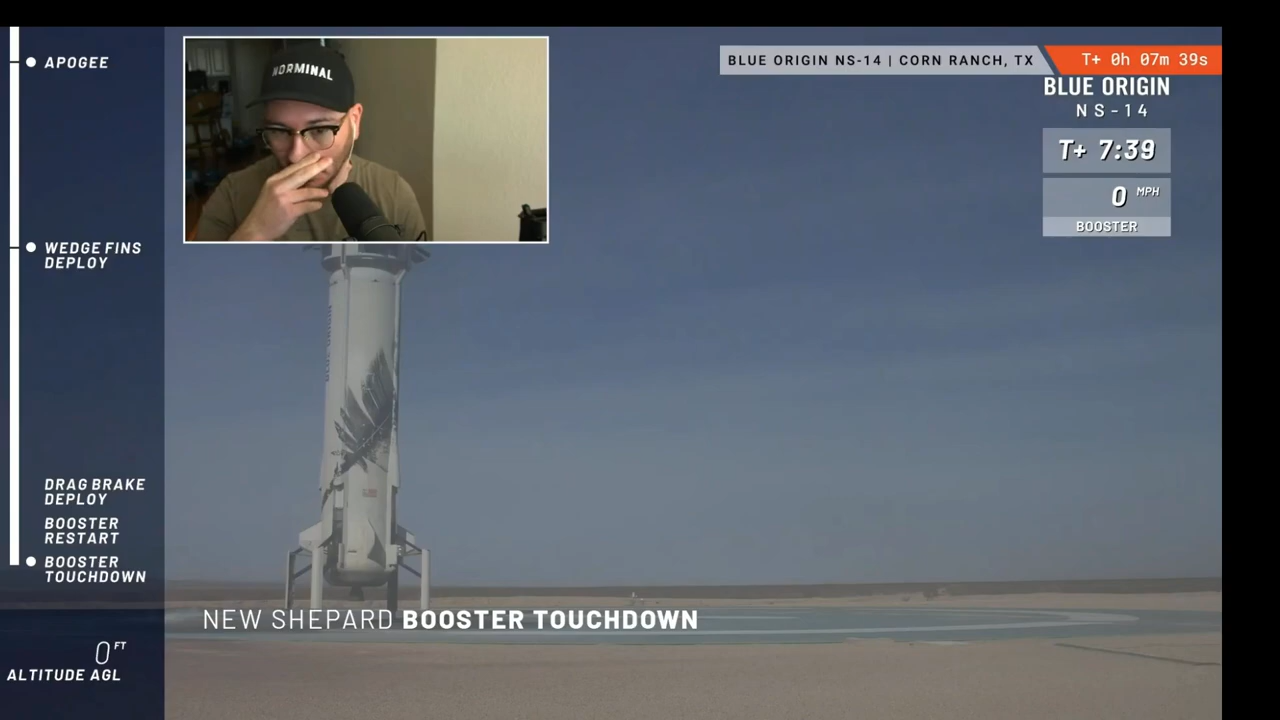 APOGEE
WEDGE FINS
DEPLOY
DRAG BRAKE
DEPLOY
BOOSTER
RESTART
BOOSTER
TOUCHDOWN
0 FT
ALTITUDE AGL
NORMINAL
BLUE ORIGIN NS-14 | CORN RANCH, TX
T+ 0h 07m 39s
BLUE ORIGIN
NS-14
T+ 7:39
0 MPH
BOOSTER
NEW SHEPARD BOOSTER TOUCHDOWN